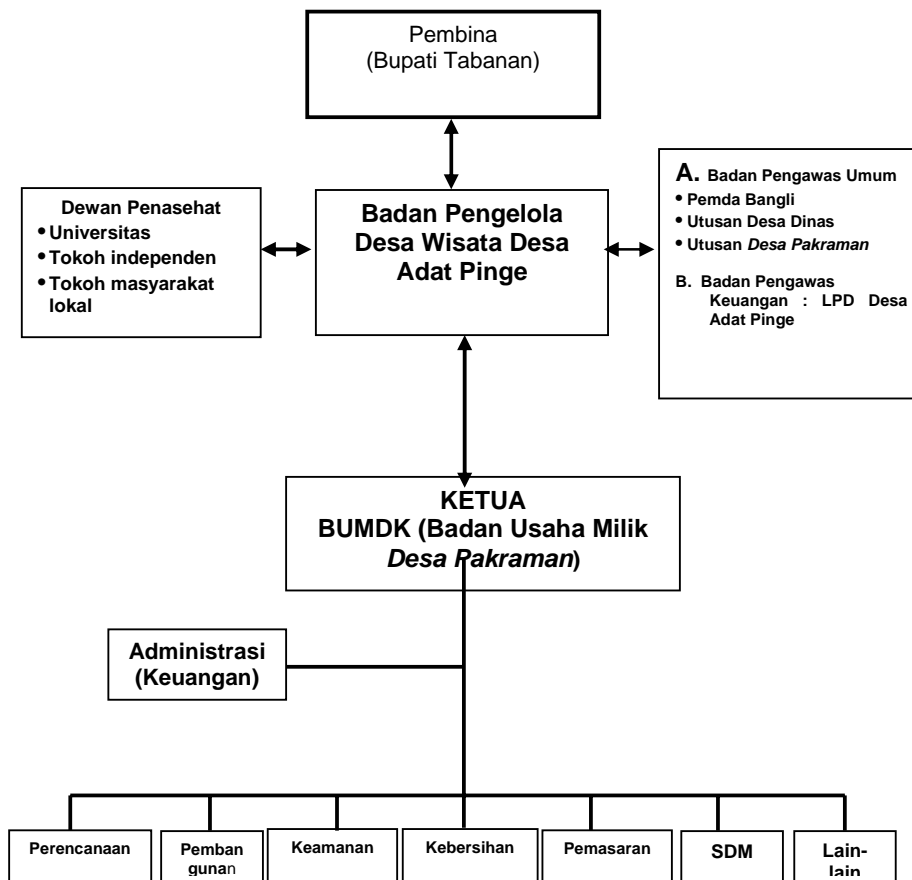 Pembina
(Bupati Tabanan)
Dewan Penasehat
• Universitas
• Tokoh independen
• Tokoh masyarakat
lokal
Badan Pengelola
Desa Wisata Desa
Adat Pinge
A. Badan Pengawas Umum
• Pemda Bangli
• Utusan Desa Dinas
• Utusan Desa Pakraman
B. Badan Pengawas
Keuangan : LPD Desa
Adat Pinge
KETUA
BUMDK (Badan Usaha Milik
Desa Pakraman)
Administrasi
(Keuangan)
Perencanaan
Pemban
gunan
Keamanan
Kebersihan
Pemasaran
SDM
Lain-
lain